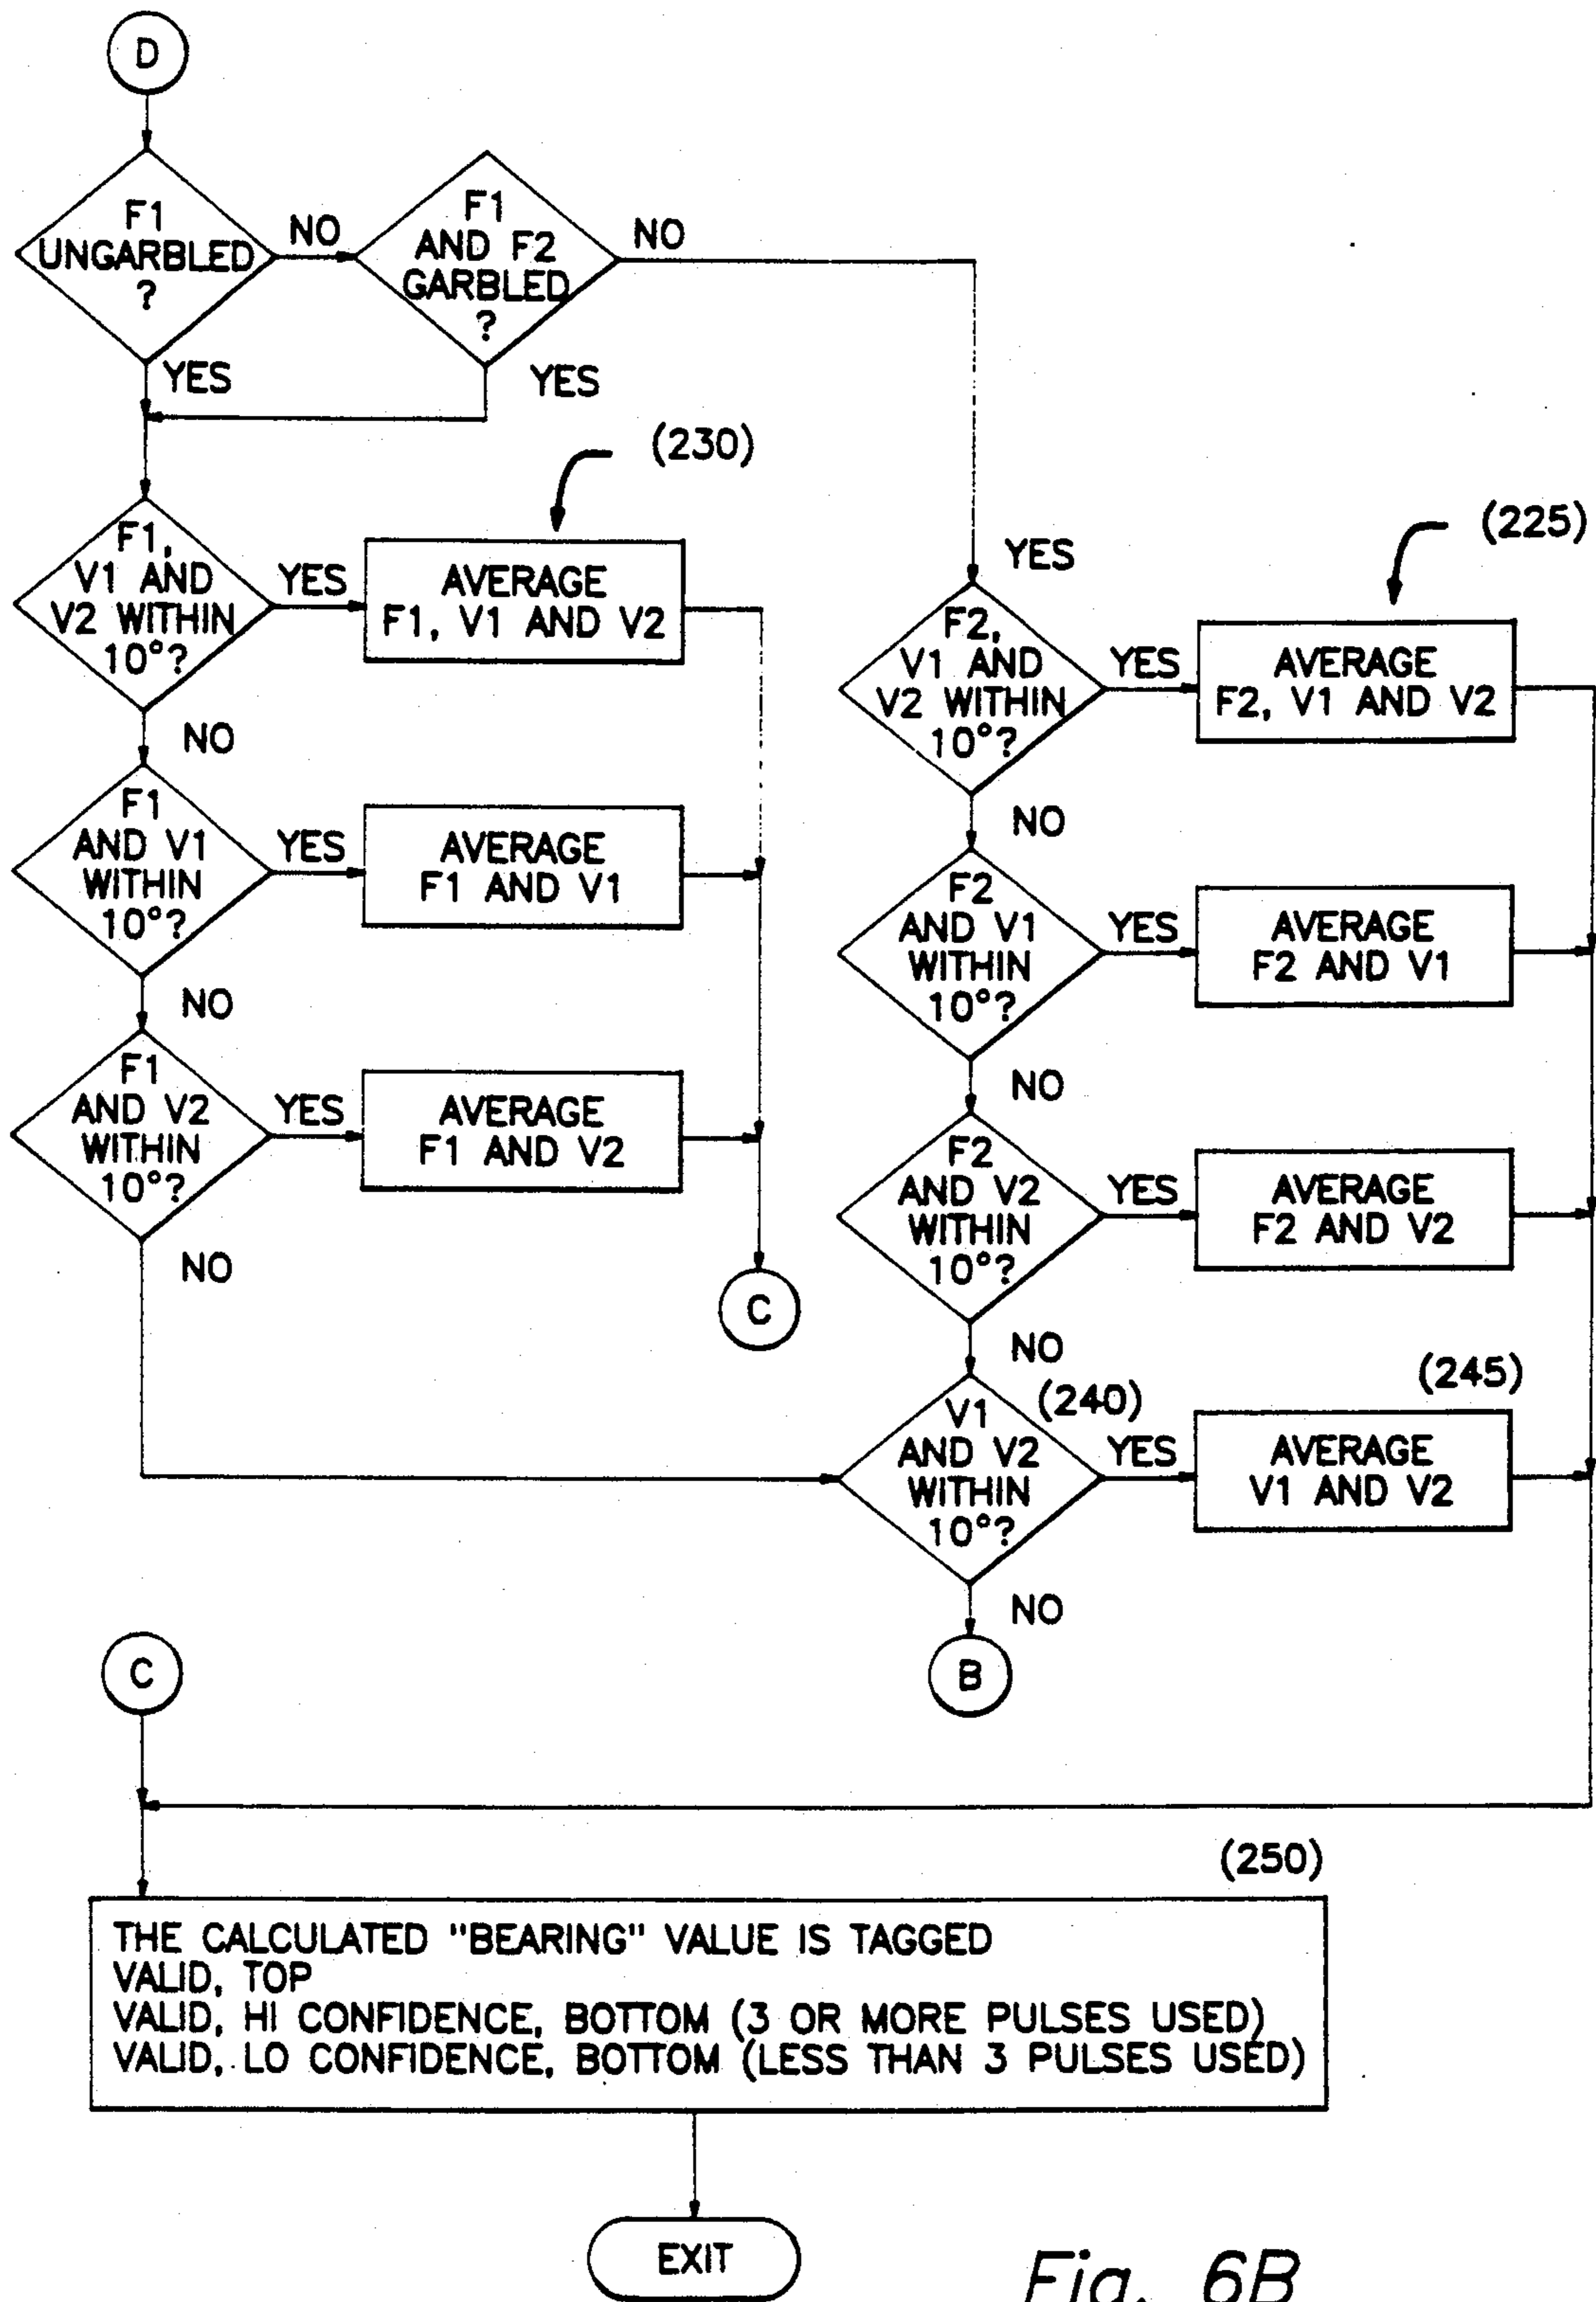 D
F1
UNGARBLED
?
NO
F1
AND F2
GARBLED
?
NO
YES
YES
(230)
F1,
V1 AND
V2 WITHIN
10°?
YES
AVERAGE
F1, V1 AND V2
NO
F1
AND V1
WITHIN
10°?
YES
AVERAGE
F1 AND V1
NO
F1
AND V2
WITHIN
10°?
YES
AVERAGE
F1 AND V2
NO
C
YES
(225)
F2,
V1 AND
V2 WITHIN
10°?
YES
AVERAGE
F2, V1 AND V2
NO
F2
AND V1
WITHIN
10°?
YES
AVERAGE
F2 AND V1
NO
F2
AND V2
WITHIN
10°?
YES
AVERAGE
F2 AND V2
NO
(240)
(245)
V1
AND V2
WITHIN
10°?
YES
AVERAGE
V1 AND V2
NO
B
C
(250)
THE CALCULATED "BEARING" VALUE IS TAGGED
VALID, TOP
VALID, HI CONFIDENCE, BOTTOM (3 OR MORE PULSES USED)
VALID, LO CONFIDENCE, BOTTOM (LESS THAN 3 PULSES USED)
EXIT
Fig. 6B